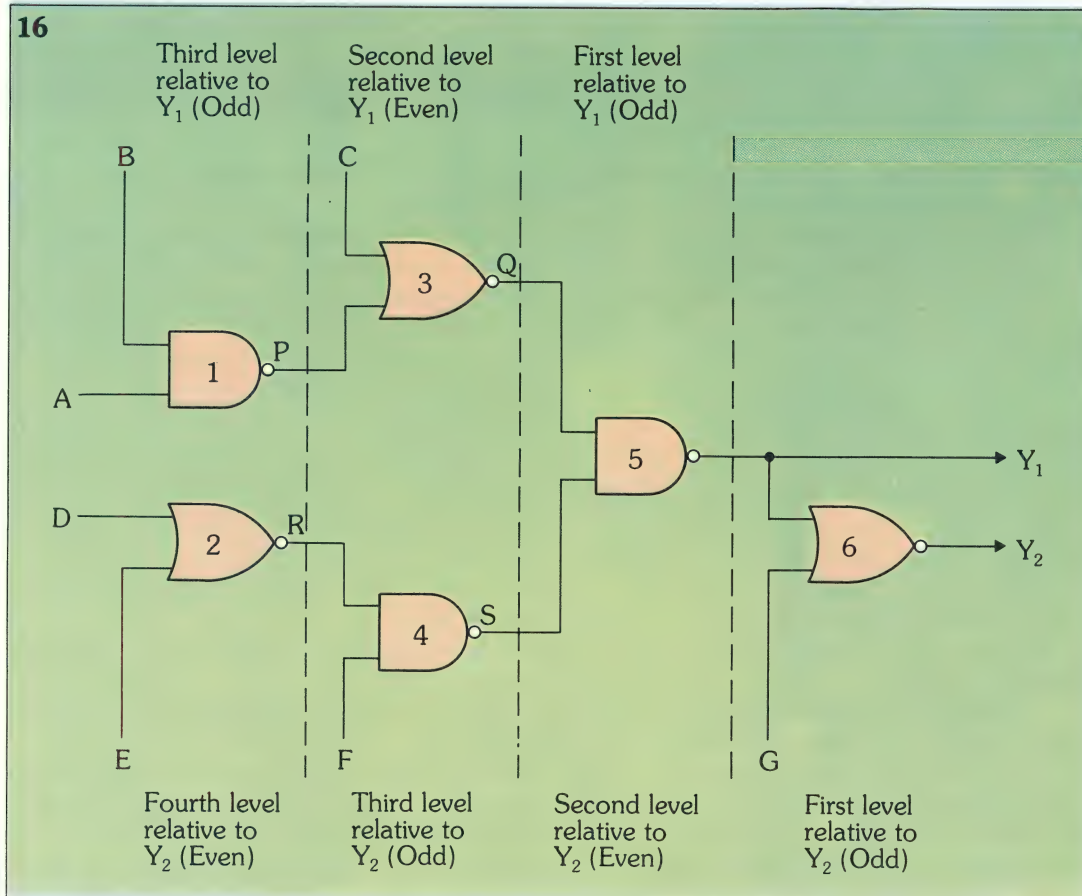 16
Third level
relative to
Y₁ (Odd)
Second level
relative to
Y₁ (Even)
First level
relative to
Y₁ (Odd)
B
C
3
Q
1
P
A
5
Y₁
D
2
R
6
Y₂
4
S
E
F
G
Fourth level
relative to
Y₂ (Even)
Third level
relative to
Y₂ (Odd)
Second level
relative to
Y₂ (Even)
First level
relative to
Y₂ (Odd)